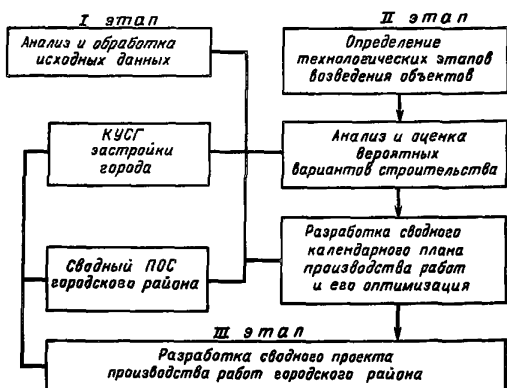 I этап
Анализ и обработка
исходных данных
КУСГ
застройки
города
Сводный ПОС
городского района
II этап
Определение
технологических этапов
возведения объектов
Анализ и оценка
вероятных
вариантов строительства
Разработка сводного
календарного плана
производства работ
и его оптимизация
III этап
Разработка сводного проекта
производства работ городского района